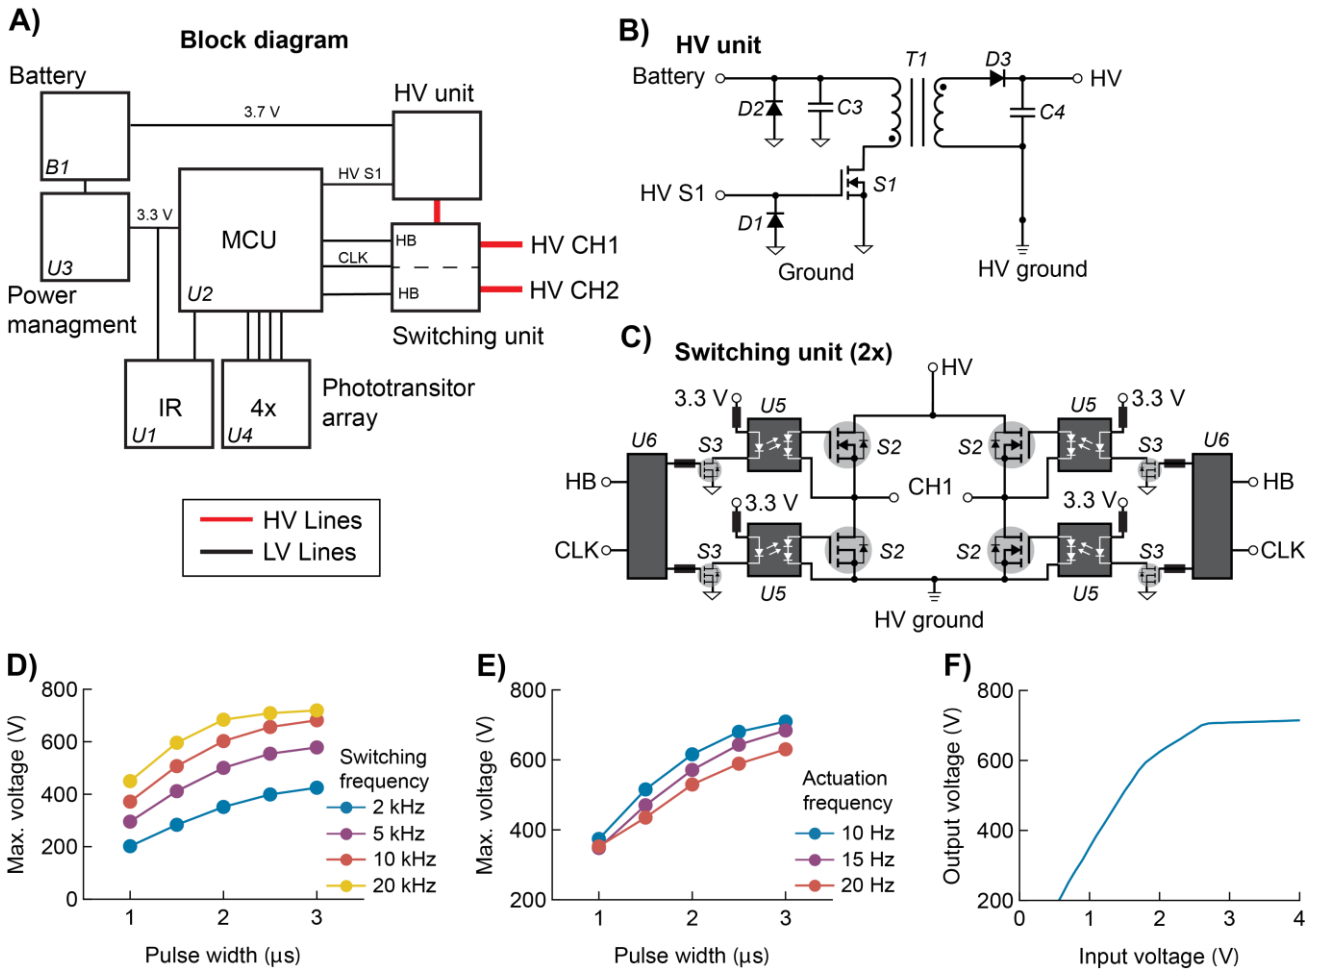 A)
Block diagram
Battery
B1
3.7 V
HV unit
HV S1
U3
3.3 V
MCU
U2
HB
CLK
HB
HV CH1
HV CH2
Power
managment
Switching unit
IR
U1
4x
U4
Phototransitor
array
HV Lines
LV Lines
B)
HV unit
Battery
T1
D3
HV
D2
C3
C4
HV S1
S1
D1
Ground
HV ground
C)
Switching unit (2x)
HV
3.3 V
U5
U5
3.3 V
U6
S3
S2
S2
S3
U6
HB
CH1
HB
3.3 V
3.3 V
CLK
S3
S2
S2
S3
CLK
U5
U5
HV ground
D)
Max. voltage (V)
800
600
400
200
0
1
2
3
Pulse width (µs)
Switching
frequency
2 kHz
5 kHz
10 kHz
20 kHz
E)
Max. voltage (V)
800
600
400
200
1
2
3
Pulse width (µs)
Actuation
frequency
10 Hz
15 Hz
20 Hz
F)
Output voltage (V)
800
600
400
200
0
1
2
3
4
Input voltage (V)